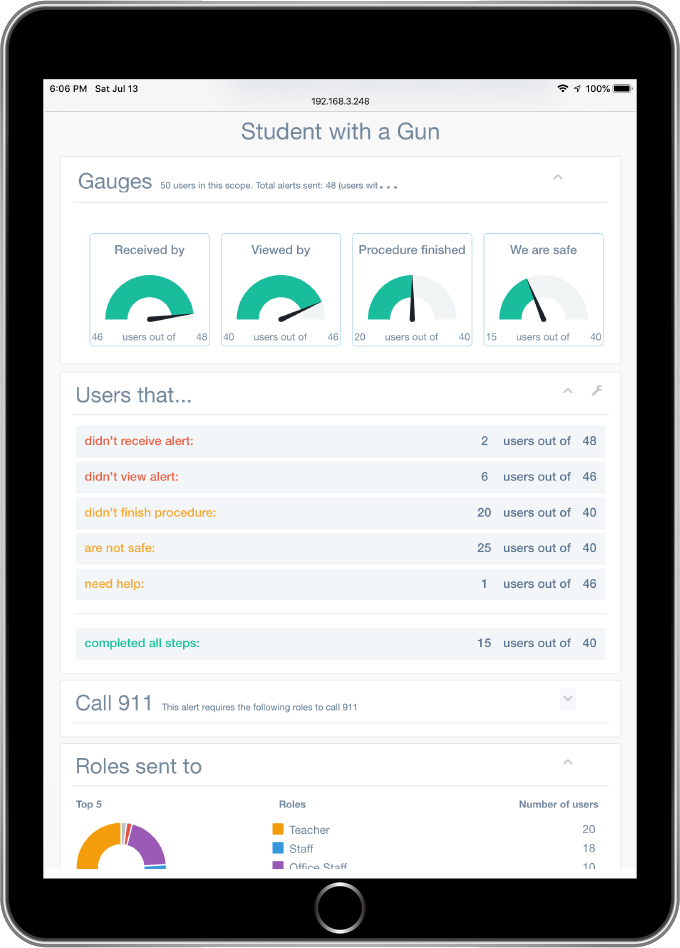 6:06 PM Sat Jul 13 100%
192.168.3.248
Student with a Gun
Gauges 50 users in this scope. Total alerts sent: 48 (users wit...
Received by
46 users out of 48
Viewed by
40 users out of 46
Procedure finished
20 users out of 40
We are safe
15 users out of 40
Users that...
didn't receive alert: 2 users out of 48
didn't view alert: 6 users out of 46
didn't finish procedure: 20 users out of 40
are not safe: 25 users out of 40
need help: 1 users out of 46
completed all steps: 15 users out of 40
Call 911 This alert requires the following roles to call 911
Roles sent to
Top 5 Roles Number of users
Teacher 20
Staff 18
Office Staff 10